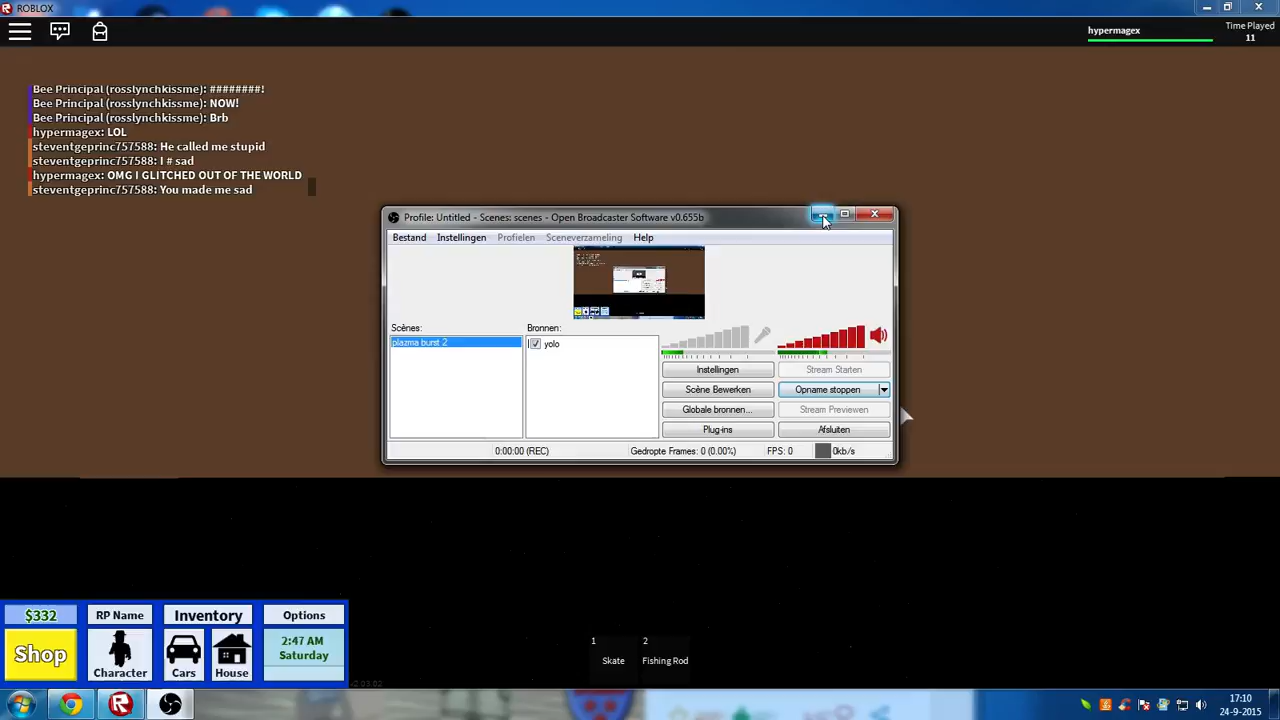 ROBLOX
hypermagex
Time Played
11
Bee Principal (rosslynchkissme): ########!
Bee Principal (rosslynchkissme): NOW!
Bee Principal (rosslynchkissme): Brb
hypermagex: LOL
steventgeprinc757588: He called me stupid
steventgeprinc757588: I # sad
hypermagex: OMG I GLITCHED OUT OF THE WORLD
steventgeprinc757588: You made me sad
Profile: Untitled - Scenes: scenes - Open Broadcaster Software v0.655b
Bestand Instellingen Profielen Sceneverzameling Help
Scènes: Bronnen:
plazma burst 2
yolo
Instellingen Stream Starten
Scène Bewerken Opname stoppen
Globale bronnen... Stream Previewen
Plug-ins Afsluiten
0:00:00 (REC) Gedropte Frames: 0 (0.00%) FPS: 0 0kb/s
$332 RP Name Inventory Options
Shop Character Cars House
2:47 AM
Saturday
1 2
Skate Fishing Rod
17:10
24-9-2015